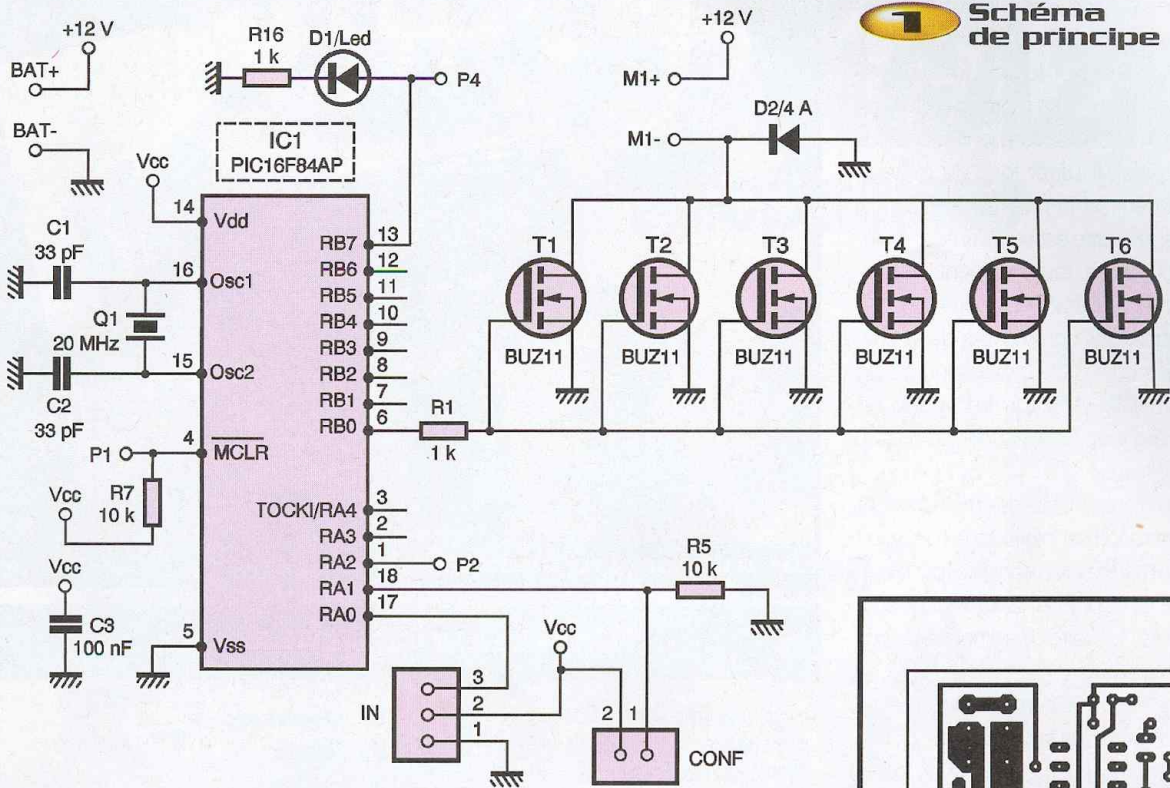 1
Schéma
de principe
+12 V
BAT+
BAT-
R16
1 k
D1/Led
P4
+12 V
M1+
M1-
D2/4 A
IC1
PIC16F84AP
Vcc
14
Vdd
C1
33 pF
16
Osc1
Q1
20 MHz
15
Osc2
C2
33 pF
4
P1
MCLR
Vcc
R7
10 k
Vcc
C3
100 nF
5
Vss
RB7
13
RB6
12
RB5
11
RB4
10
RB3
9
RB2
8
RB1
7
RB0
6
R1
1 k
TOCKI/RA4
3
RA3
2
RA2
1
P2
RA1
18
RA0
17
T1
T2
T3
T4
T5
T6
BUZ11
BUZ11
BUZ11
BUZ11
BUZ11
BUZ11
R5
10 k
Vcc
IN
3
2
1
2 1
CONF